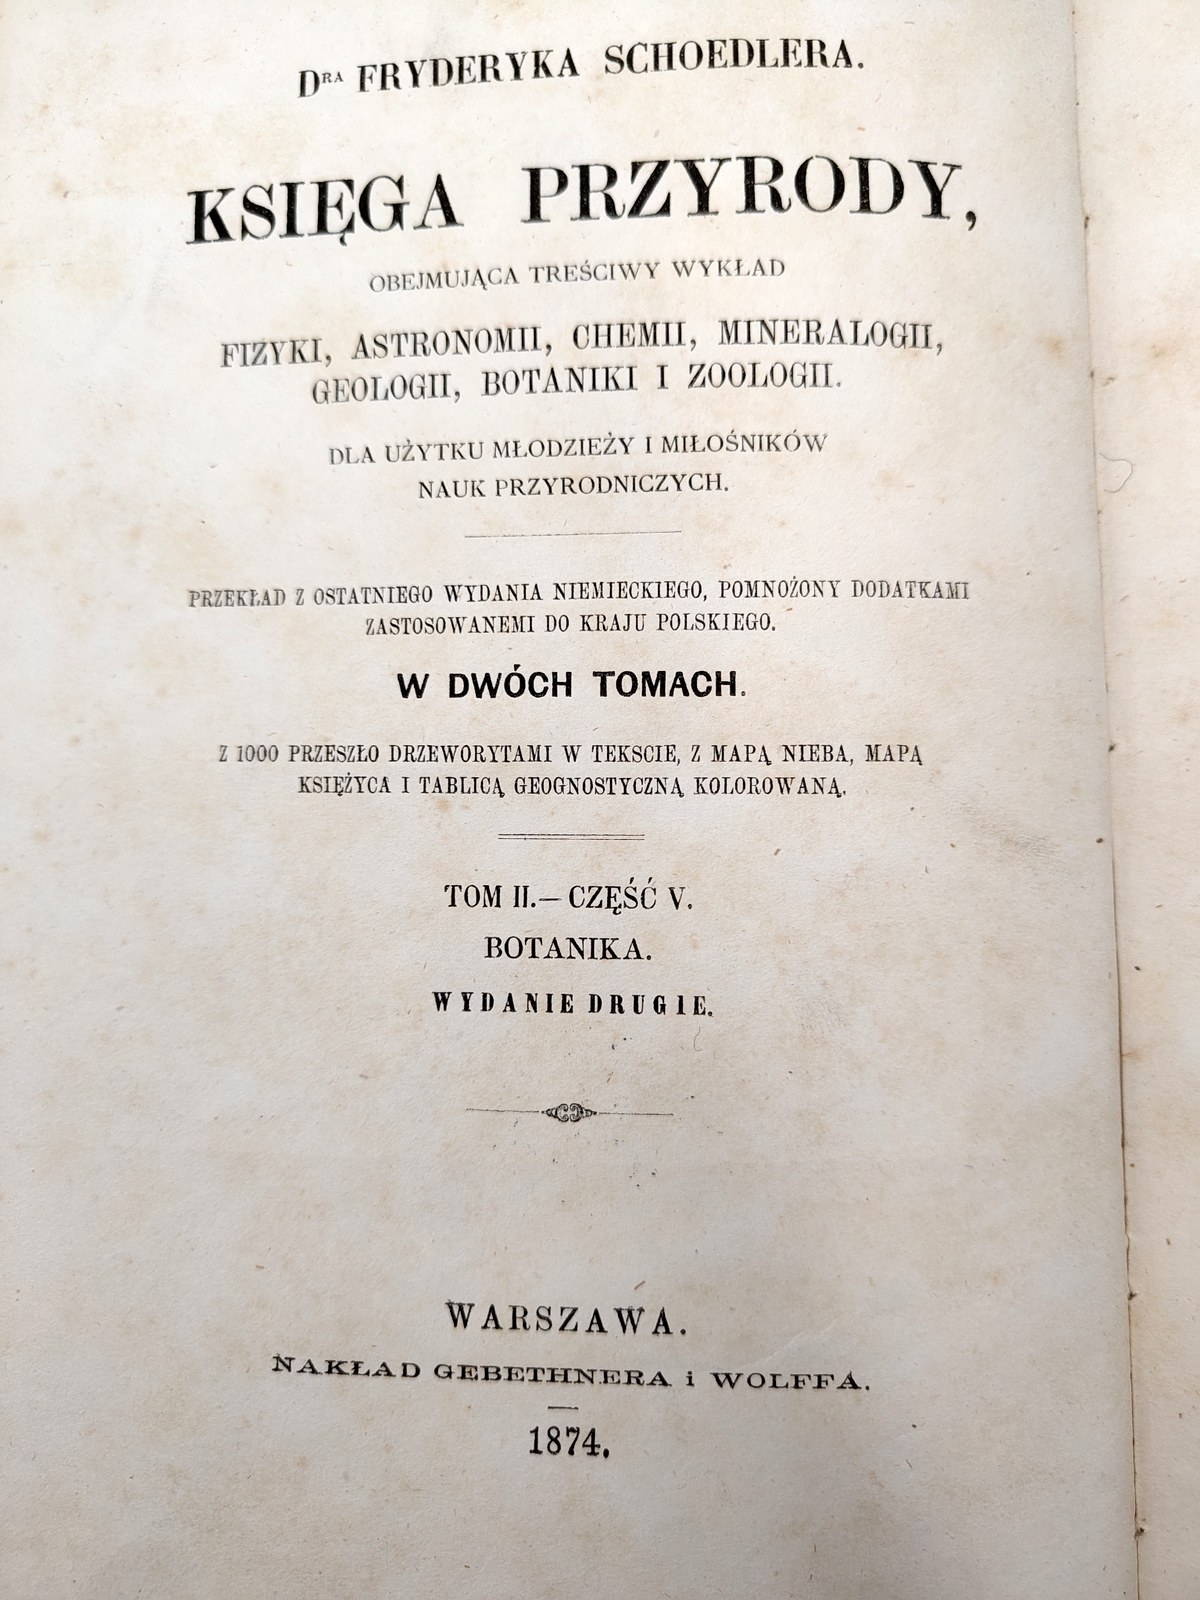 Dʳᵃ FRYDERYKA SCHOEDLERA.
KSIĘGA PRZYRODY,
OBEJMUJĄCA TREŚCIWY WYKŁAD
FIZYKI, ASTRONOMII, CHEMII, MINERALOGII,
GEOLOGII, BOTANIKI I ZOOLOGII.
DLA UŻYTKU MŁODZIEŻY I MIŁOŚNIKÓW
NAUK PRZYRODNICZYCH.
PRZEKŁAD Z OSTATNIEGO WYDANIA NIEMIECKIEGO, POMNOŻONY DODATKAMI
ZASTOSOWANEMI DO KRAJU POLSKIEGO.
W DWÓCH TOMACH.
Z 1000 PRZESZŁO DRZEWORYTAMI W TEKSCIE, Z MAPĄ NIEBA, MAPĄ
KSIĘŻYCA I TABLICĄ GEOGNOSTYCZNĄ KOLOROWANĄ.
TOM II.— CZĘŚĆ V.
BOTANIKA.
WYDANIE DRUGIE.
WARSZAWA.
NAKŁAD GEBETHNERA i WOLFFA.
1874.